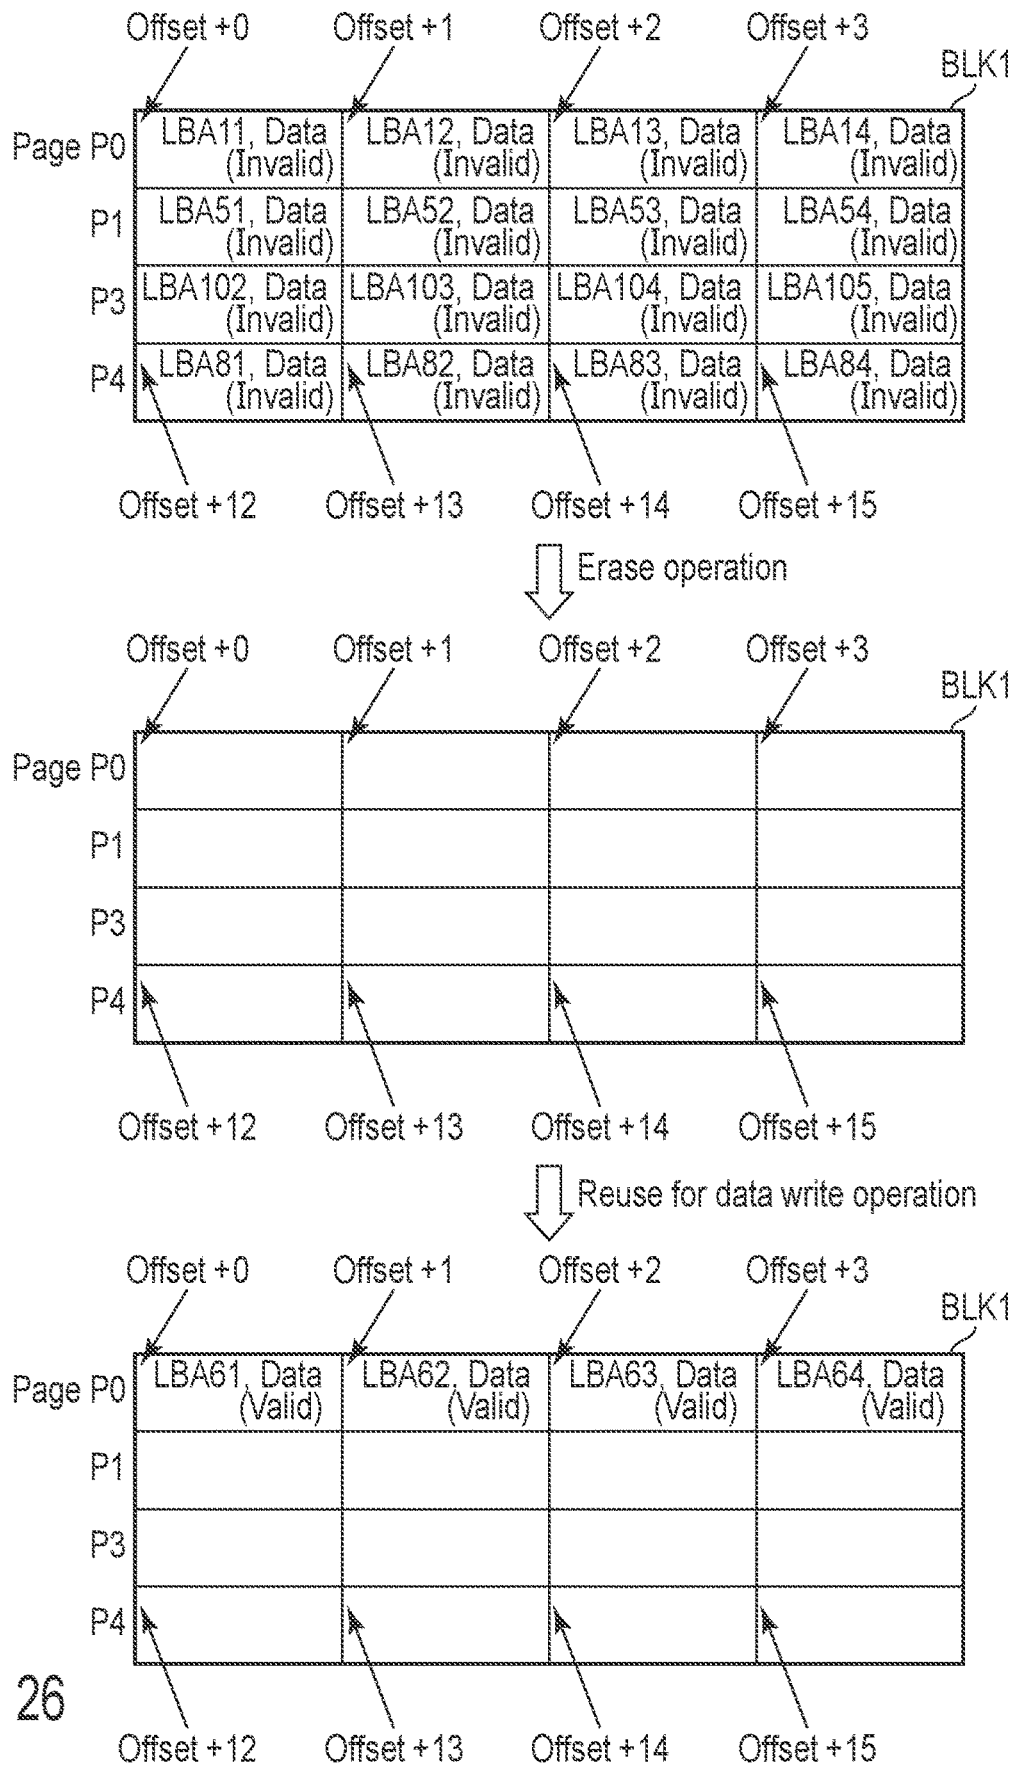 Offset +0 Offset +1 Offset +2 Offset +3
BLK1
Page P0 LBA11, Data (Invalid) LBA12, Data (Invalid) LBA13, Data (Invalid) LBA14, Data (Invalid)
P1 LBA51, Data (Invalid) LBA52, Data (Invalid) LBA53, Data (Invalid) LBA54, Data (Invalid)
P3 LBA102, Data (Invalid) LBA103, Data (Invalid) LBA104, Data (Invalid) LBA105, Data (Invalid)
P4 LBA81, Data (Invalid) LBA82, Data (Invalid) LBA83, Data (Invalid) LBA84, Data (Invalid)
Offset +12 Offset +13 Offset +14 Offset +15
Erase operation
Offset +0 Offset +1 Offset +2 Offset +3
BLK1
Page P0
P1
P3
P4
Offset +12 Offset +13 Offset +14 Offset +15
Reuse for data write operation
Offset +0 Offset +1 Offset +2 Offset +3
BLK1
Page P0 LBA61, Data (Valid) LBA62, Data (Valid) LBA63, Data (Valid) LBA64, Data (Valid)
P1
P3
P4
26
Offset +12 Offset +13 Offset +14 Offset +15